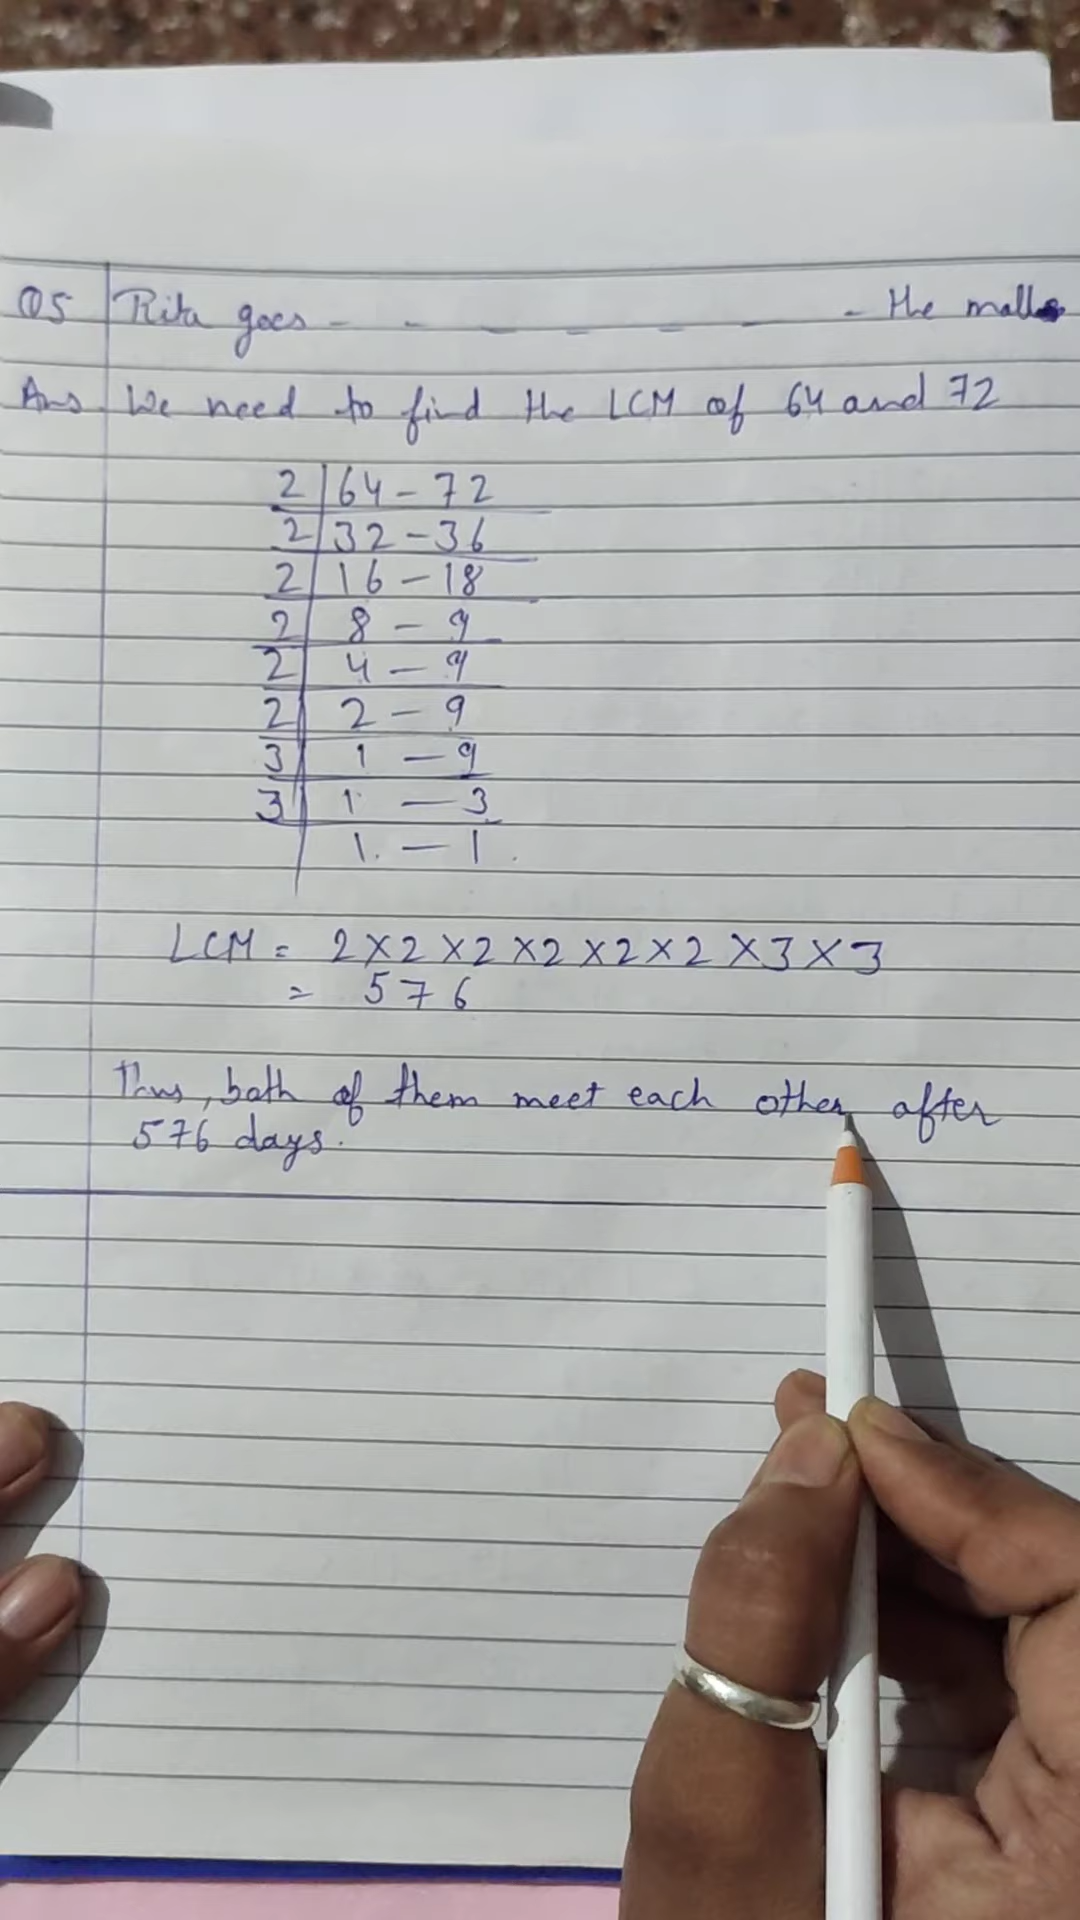 Q5 Rita goes - - - - - - - - the mall
Ans. We need to find the LCM of 64 and 72
2 | 64 - 72
2 | 32 - 36
2 | 16 - 18
2 | 8 - 9
2 | 4 - 9
2 | 2 - 9
3 | 1 - 9
3 | 1 - 3
1 - 1
LCM = 2 × 2 × 2 × 2 × 2 × 2 × 3 × 3
= 576
Thus, both of them meet each other after
576 days.